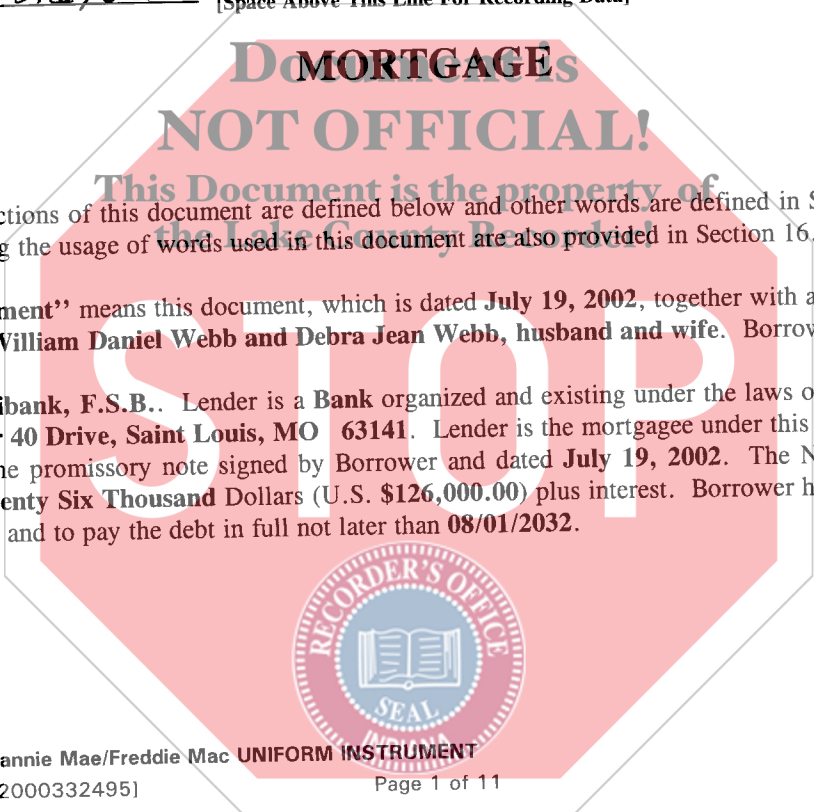 [Space Above This Line For Recording Data]
MORTGAGE
Document is
NOT OFFICIAL!
This Document is the property of
the Lake County Recorder!
ctions of this document are defined below and other words are defined in S
g the usage of words used in this document are also provided in Section 16.
ment” means this document, which is dated July 19, 2002, together with a
William Daniel Webb and Debra Jean Webb, husband and wife. Borrow
ibank, F.S.B.. Lender is a Bank organized and existing under the laws o
40 Drive, Saint Louis, MO 63141. Lender is the mortgagee under this
he promissory note signed by Borrower and dated July 19, 2002. The N
enty Six Thousand Dollars (U.S. $126,000.00) plus interest. Borrower h
and to pay the debt in full not later than 08/01/2032.
STOP
RECORDER'S OFFICE
SEAL
INDIANA
annie Mae/Freddie Mac UNIFORM INSTRUMENT
2000332495]
Page 1 of 11